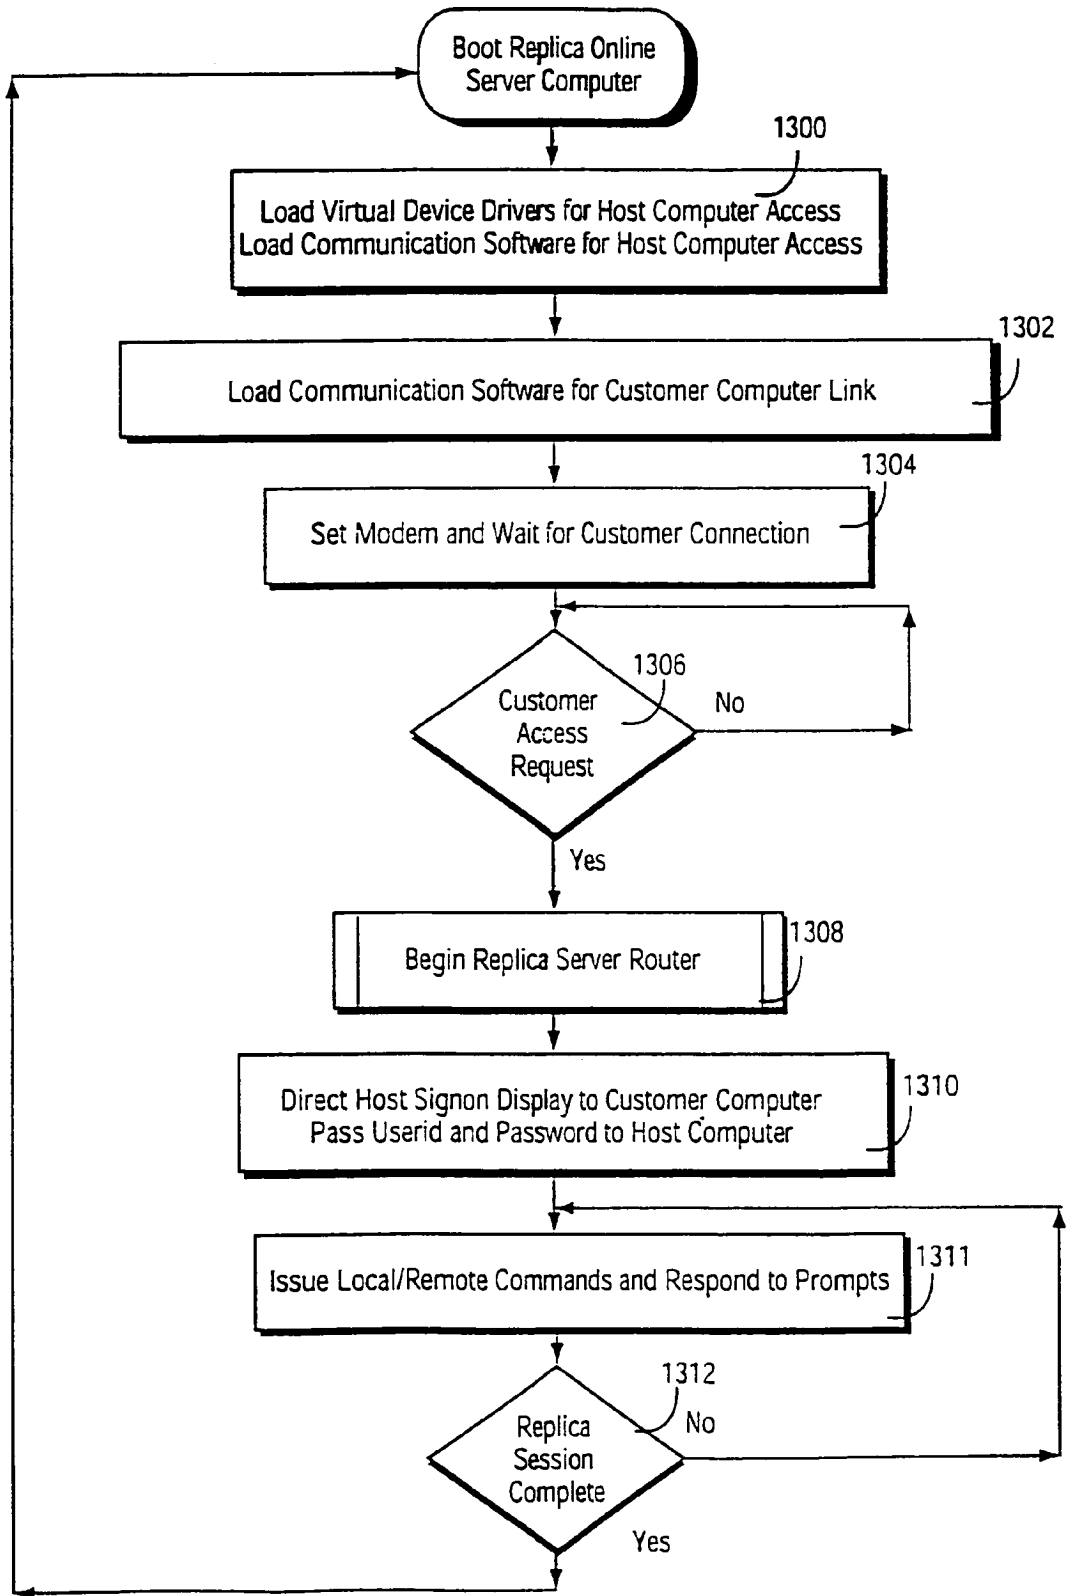 Boot Replica Online
Server Computer
1300
Load Virtual Device Drivers for Host Computer Access
Load Communication Software for Host Computer Access
1302
Load Communication Software for Customer Computer Link
1304
Set Modem and Wait for Customer Connection
1306
Customer
Access
Request
No
Yes
1308
Begin Replica Server Router
1310
Direct Host Signon Display to Customer Computer
Pass Userid and Password to Host Computer
1311
Issue Local/Remote Commands and Respond to Prompts
1312
Replica
Session
Complete
No
Yes